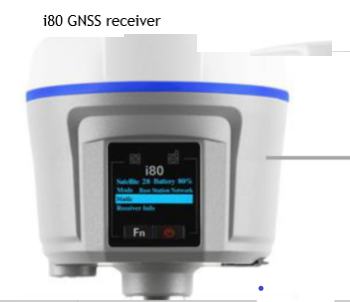 i80 GNSS receiver
i80
Satellite 28 Battery 80%
Mode Base Station Network
Static
Receiver Info
Fn